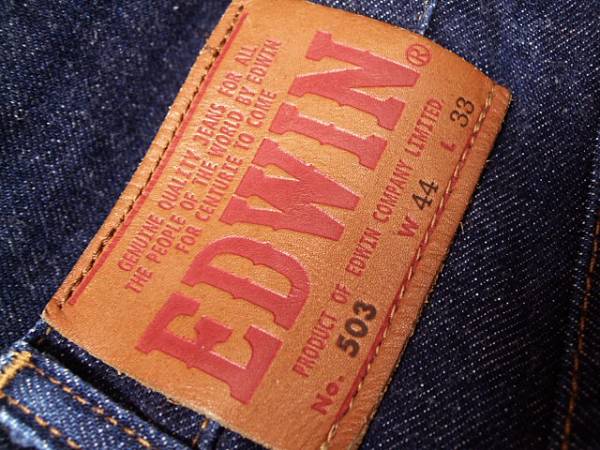 GENUINE QUALITY JEANS FOR ALL
THE PEOPLE OF THE WORLD BY EDWIN
FOR CENTURIE TO COME
EDWIN®
PRODUCT OF EDWIN COMPANY LIMITED
No. 503 W 44 L 33